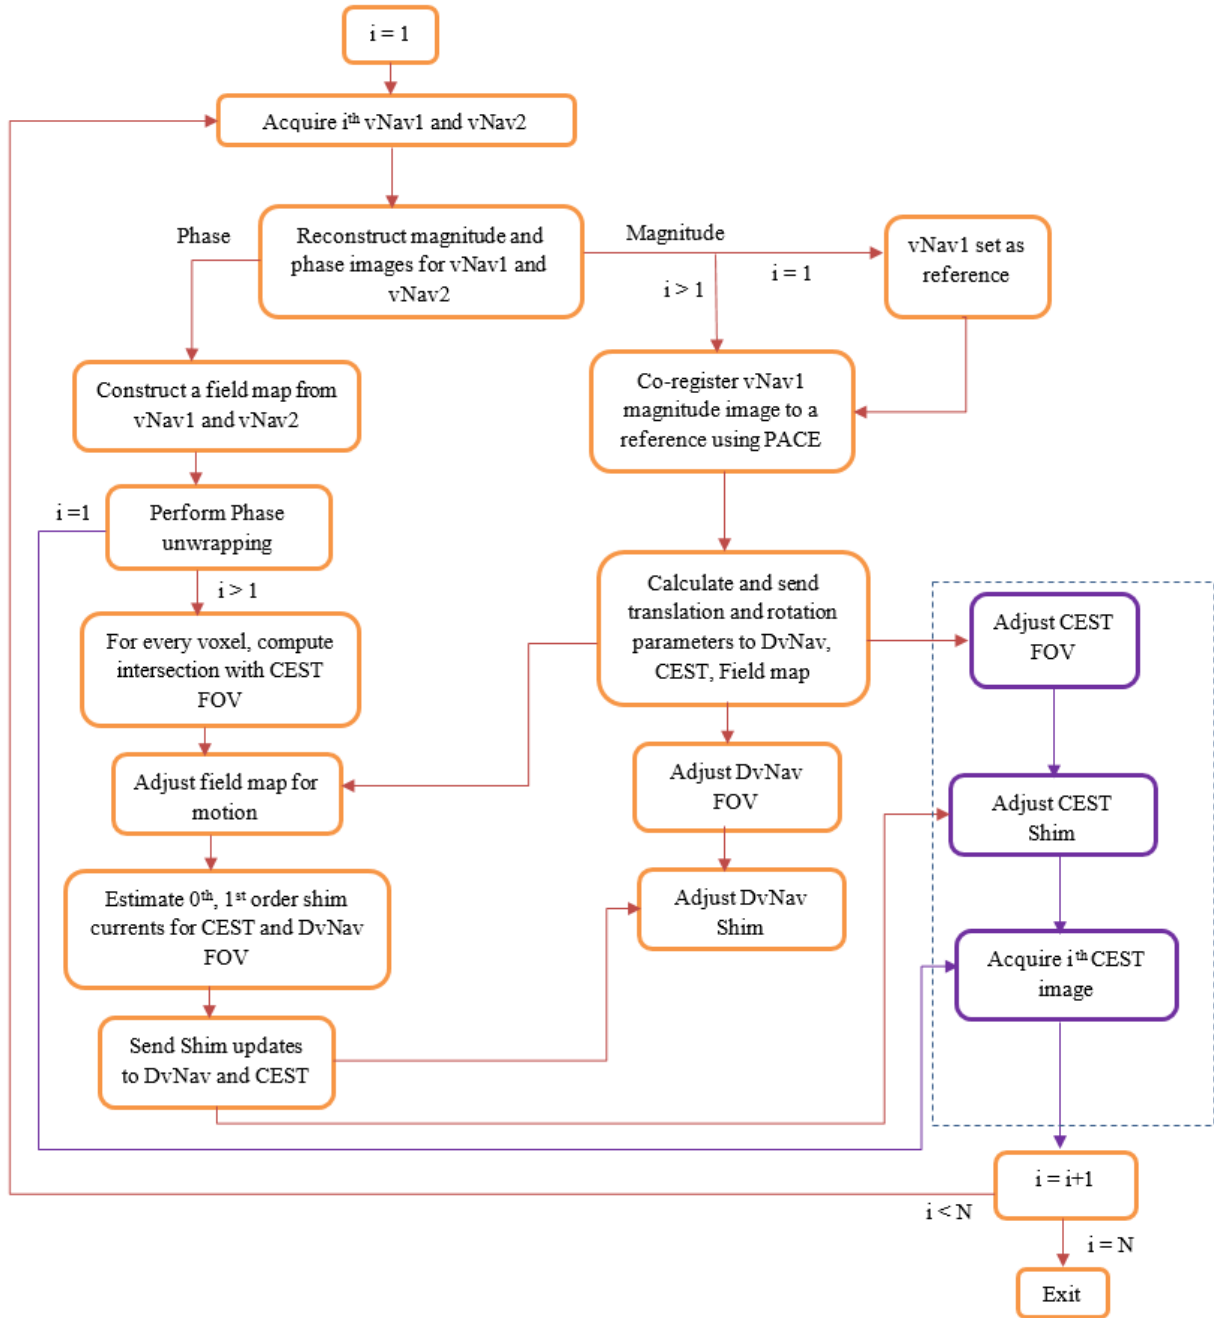 i = 1
Acquire iᵗʰ vNav1 and vNav2
Phase
Reconstruct magnitude and
phase images for vNav1 and
vNav2
Magnitude
i = 1
i > 1
vNav1 set as
reference
Construct a field map from
vNav1 and vNav2
Co-register vNav1
magnitude image to a
reference using PACE
i =1
Perform Phase
unwrapping
i > 1
For every voxel, compute
intersection with CEST
FOV
Calculate and send
translation and rotation
parameters to DvNav,
CEST, Field map
Adjust CEST
FOV
Adjust field map for
motion
Adjust DvNav
FOV
Adjust CEST
Shim
Estimate 0ᵗʰ, 1ˢᵗ order shim
currents for CEST and DvNav
FOV
Adjust DvNav
Shim
Acquire iᵗʰ CEST
image
Send Shim updates
to DvNav and CEST
i = i+1
i < N
i = N
Exit